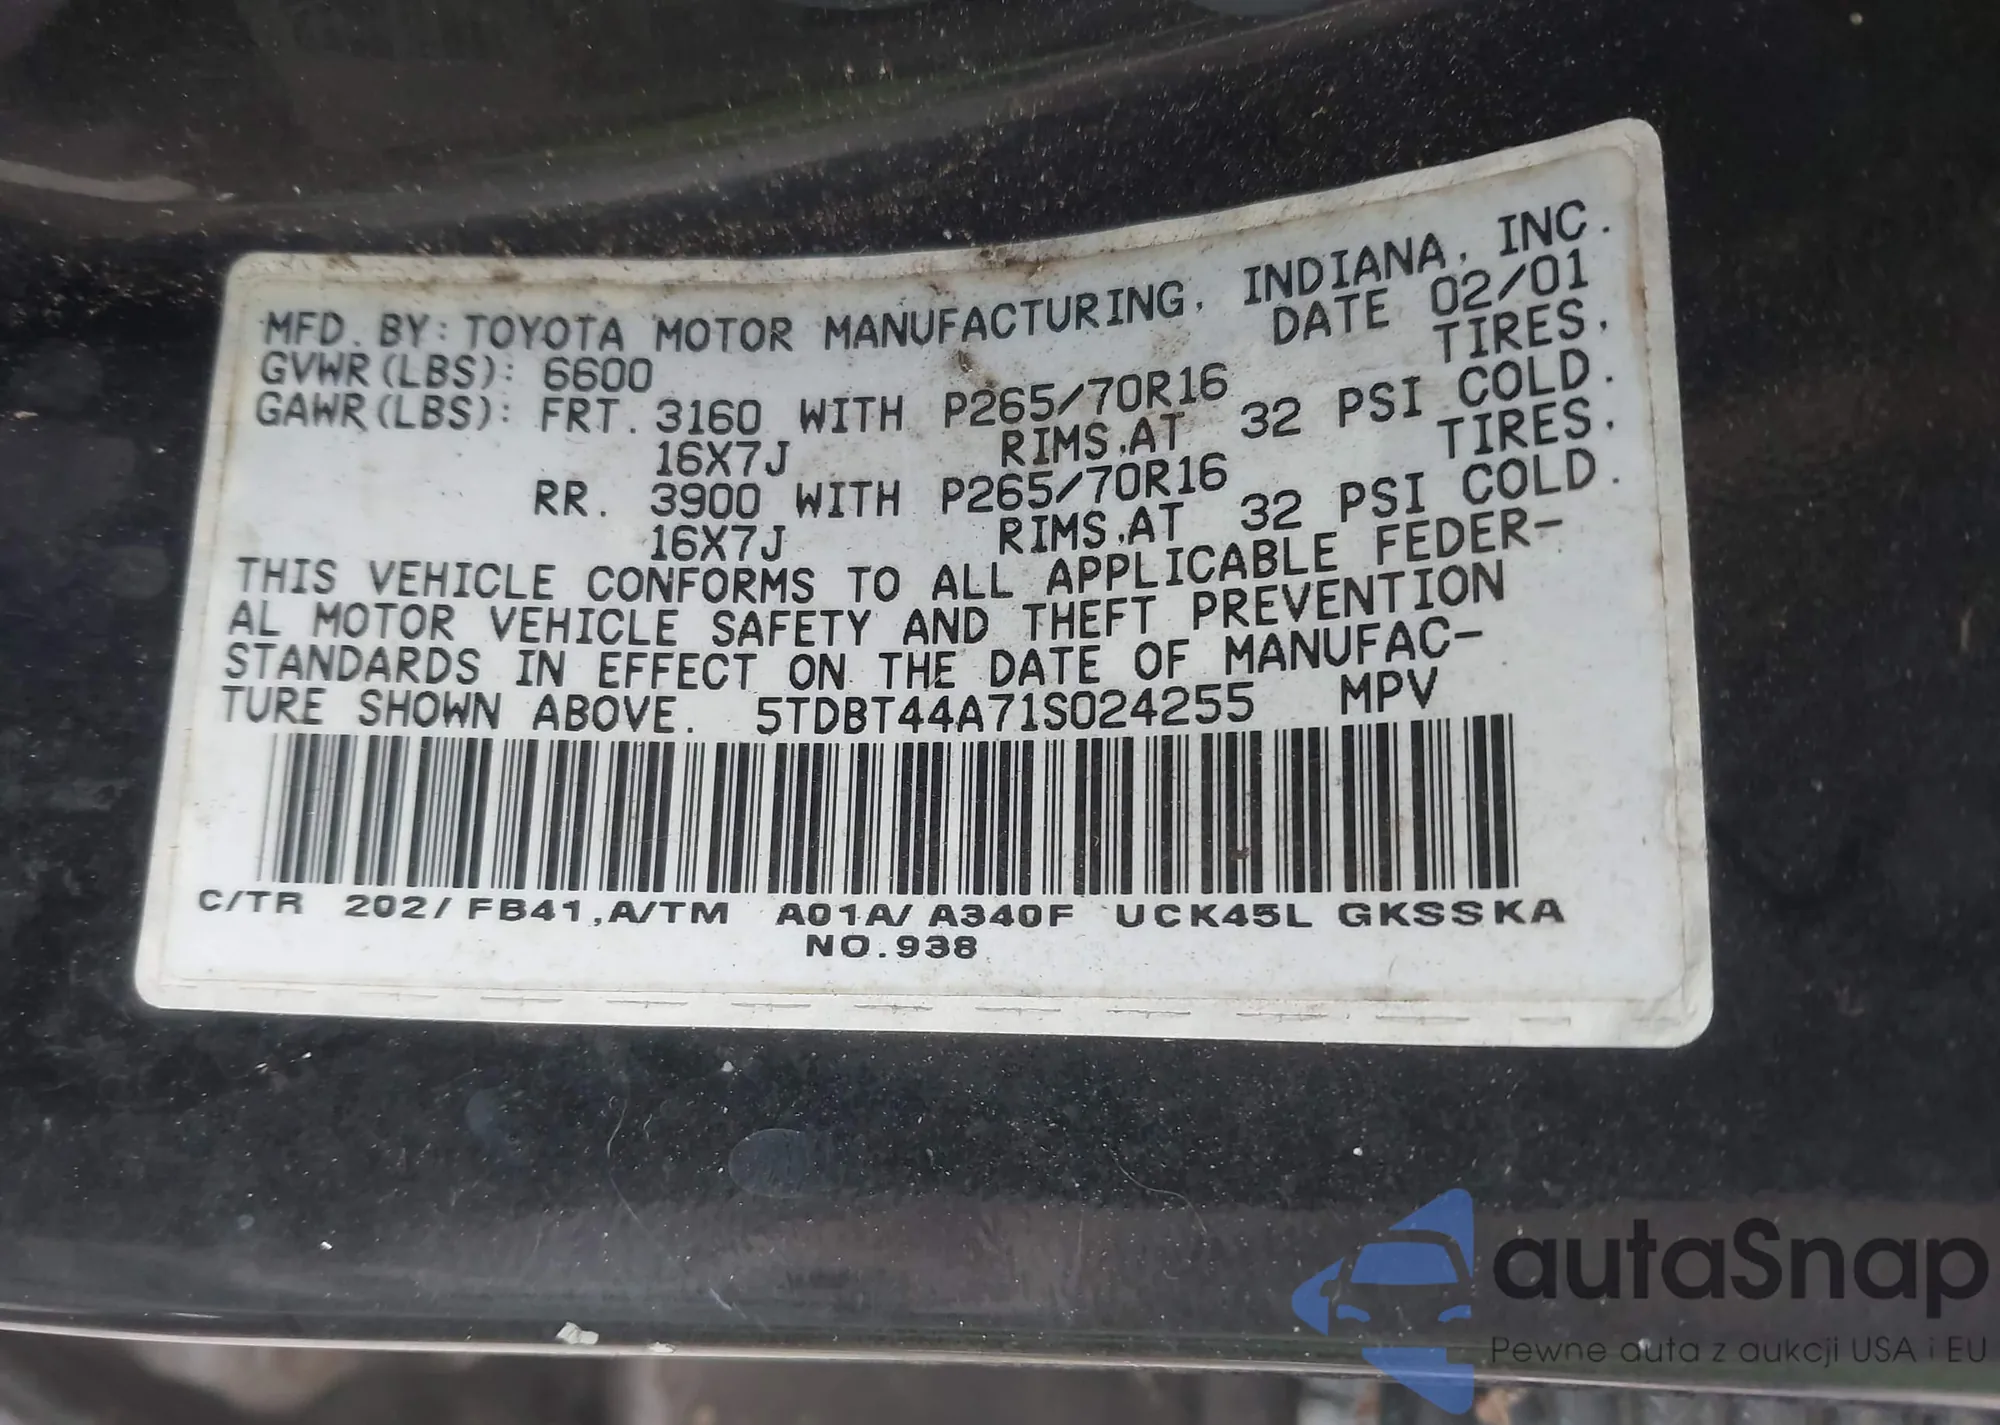 MFD. BY: TOYOTA MOTOR MANUFACTURING, INDIANA, INC.
GVWR(LBS): 6600 DATE 02/01
GAWR(LBS): FRT. 3160 WITH P265/70R16 TIRES.
16X7J RIMS.AT 32 PSI COLD.
RR. 3900 WITH P265/70R16 TIRES.
16X7J RIMS.AT 32 PSI COLD.
THIS VEHICLE CONFORMS TO ALL APPLICABLE FEDER-
AL MOTOR VEHICLE SAFETY AND THEFT PREVENTION
STANDARDS IN EFFECT ON THE DATE OF MANUFAC-
TURE SHOWN ABOVE. 5TDBT44A71S024255 MPV
C/TR 202/FB41,A/TM A01A/A340F UCK45L GKSSKA
NO.938
autaSnap
Pewne auta z aukcji USA i EU